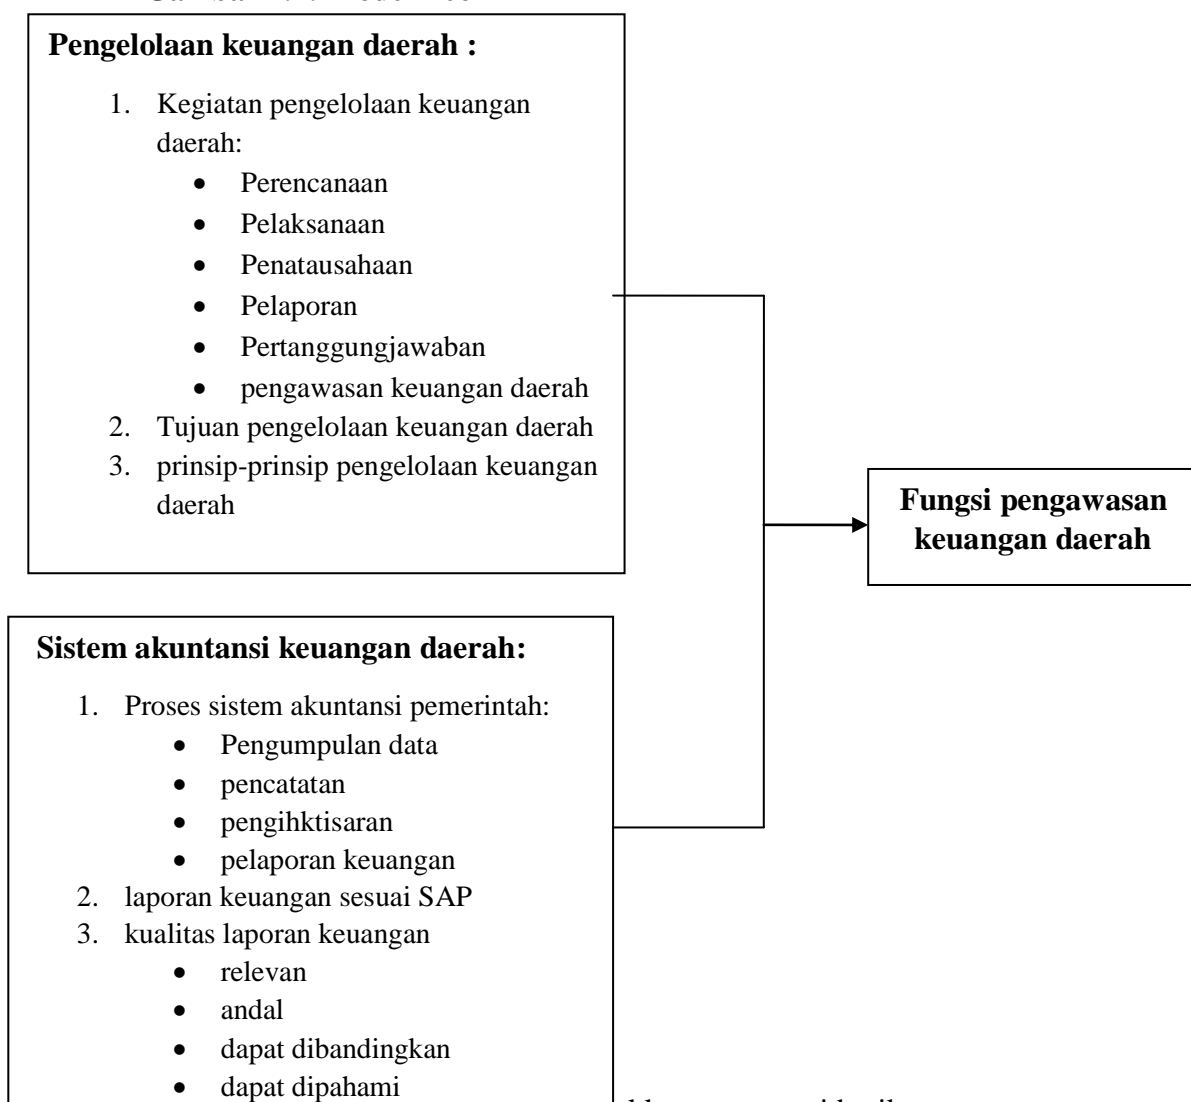 Pengelolaan keuangan daerah :
1. Kegiatan pengelolaan keuangan
daerah:
• Perencanaan
• Pelaksanaan
• Penatausahaan
• Pelaporan
• Pertanggungjawaban
• pengawasan keuangan daerah
2. Tujuan pengelolaan keuangan daerah
3. prinsip-prinsip pengelolaan keuangan
daerah
Fungsi pengawasan
keuangan daerah
Sistem akuntansi keuangan daerah:
1. Proses sistem akuntansi pemerintah:
• Pengumpulan data
• pencatatan
• pengihktisaran
• pelaporan keuangan
2. laporan keuangan sesuai SAP
3. kualitas laporan keuangan
• relevan
• andal
• dapat dibandingkan
• dapat dipahami